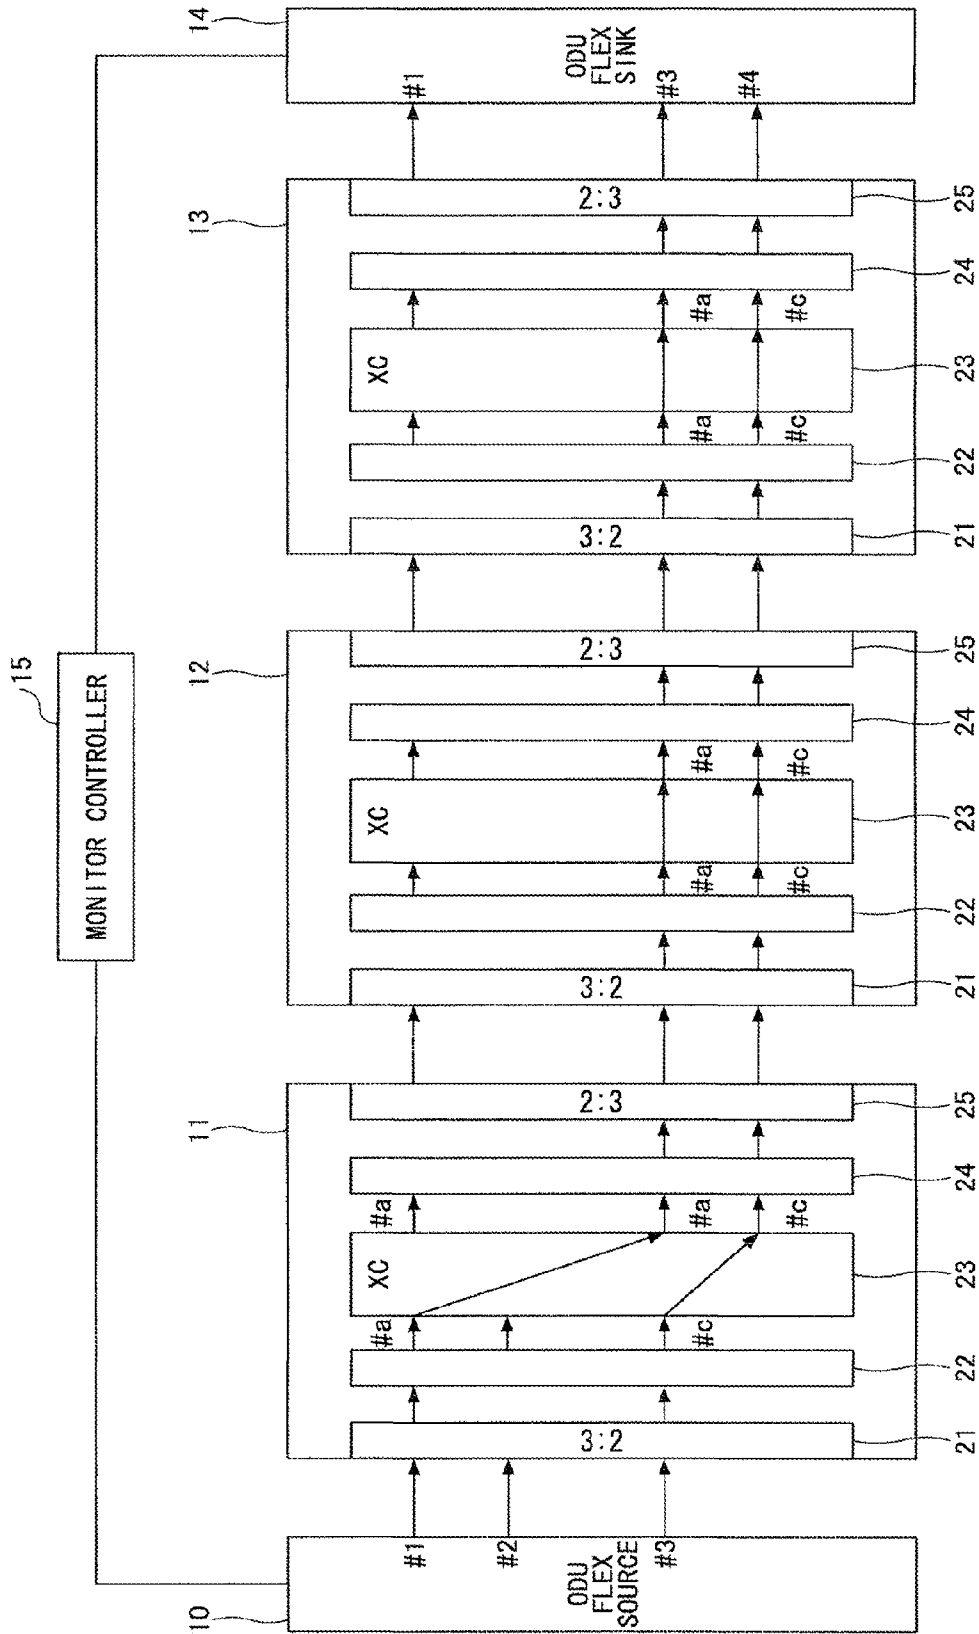 15
MONITOR CONTROLLER
10
ODU
FLEX
SOURCE
#1
#2
#3
11
3:2
#a
#c
XC
#a
#a
#c
2:3
21
22
23
24
25
12
3:2
#a
#c
XC
#a
#c
2:3
21
22
23
24
25
13
3:2
#a
#c
XC
#a
#c
2:3
21
22
23
24
25
14
#1
#3
#4
ODU
FLEX
SINK